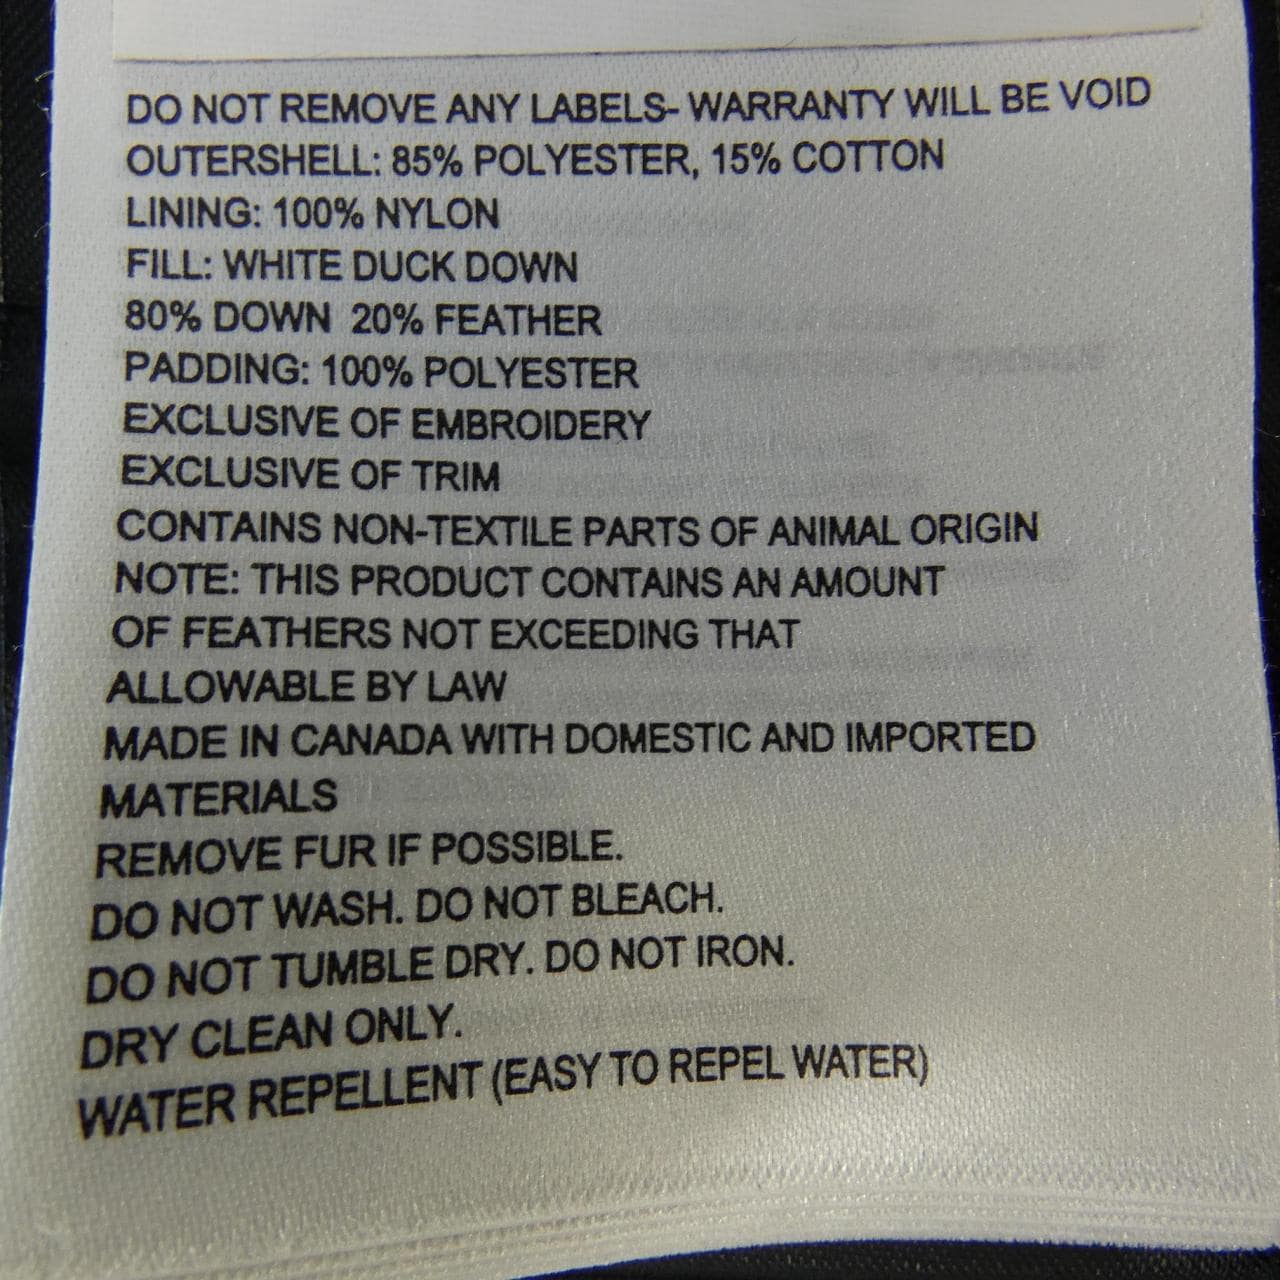 DO NOT REMOVE ANY LABELS- WARRANTY WILL BE VOID
OUTERSHELL: 85% POLYESTER, 15% COTTON
LINING: 100% NYLON
FILL: WHITE DUCK DOWN
80% DOWN 20% FEATHER
PADDING: 100% POLYESTER
EXCLUSIVE OF EMBROIDERY
EXCLUSIVE OF TRIM
CONTAINS NON-TEXTILE PARTS OF ANIMAL ORIGIN
NOTE: THIS PRODUCT CONTAINS AN AMOUNT
OF FEATHERS NOT EXCEEDING THAT
ALLOWABLE BY LAW
MADE IN CANADA WITH DOMESTIC AND IMPORTED
MATERIALS
REMOVE FUR IF POSSIBLE.
DO NOT WASH. DO NOT BLEACH.
DO NOT TUMBLE DRY. DO NOT IRON.
DRY CLEAN ONLY.
WATER REPELLENT (EASY TO REPEL WATER)